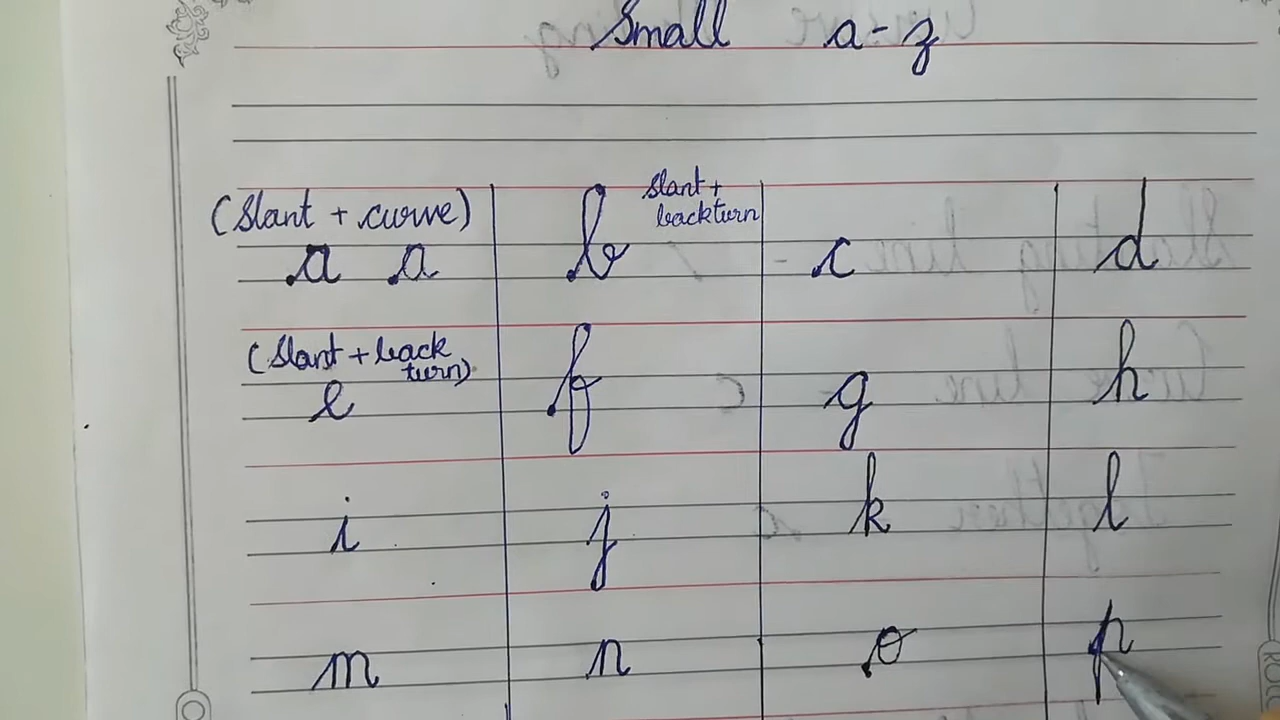 Small a-z
(Slant + curve)
a a
b
slant +
backturn
c
d
(Slant + back
turn)
e
f
g
h
i
j
k
l
m
n
o
p